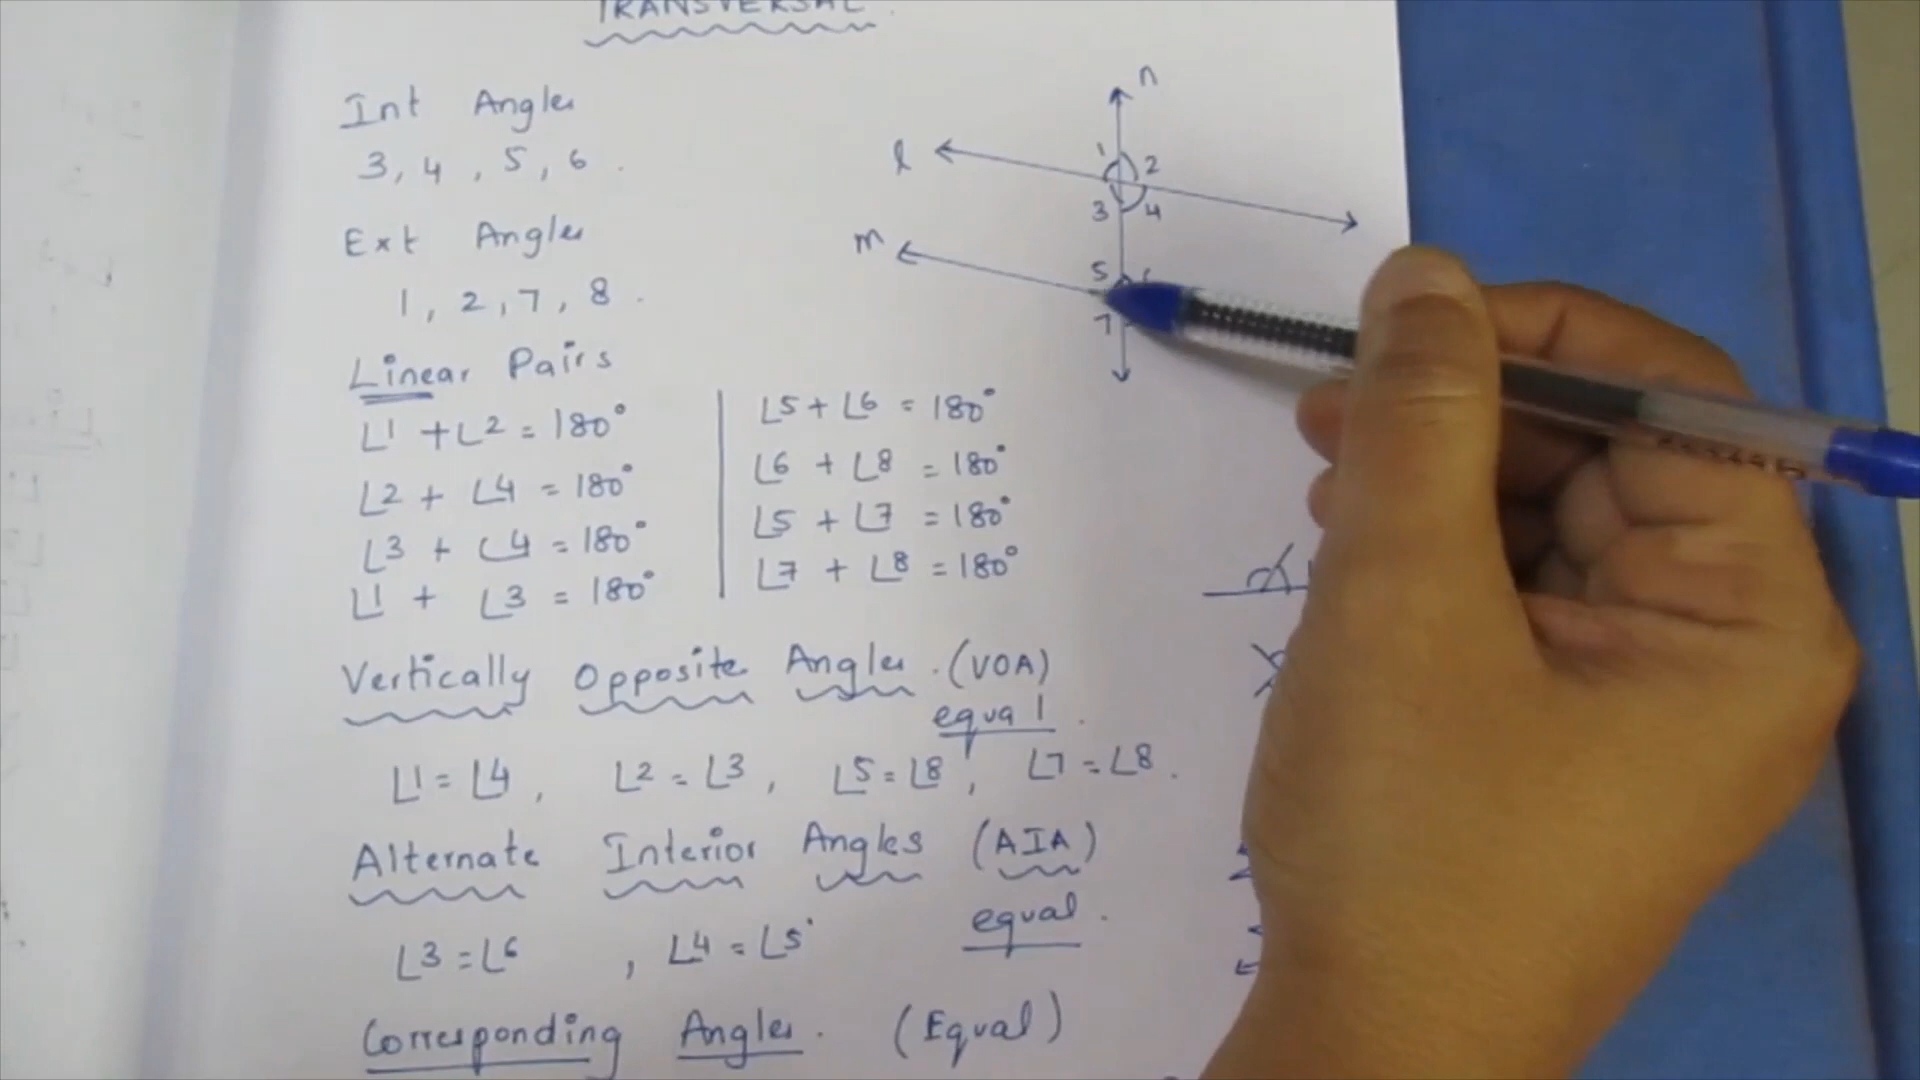 TRANSVERSAL
Int Angles
3, 4, 5, 6.
Ext Angles
1, 2, 7, 8.
Linear Pairs
∠1 + ∠2 = 180°
∠2 + ∠4 = 180°
∠3 + ∠4 = 180°
∠1 + ∠3 = 180°
∠5 + ∠6 = 180°
∠6 + ∠8 = 180°
∠5 + ∠7 = 180°
∠7 + ∠8 = 180°
Vertically Opposite Angles. (VOA)
equal.
∠1 = ∠4, ∠2 = ∠3, ∠5 = ∠8, ∠7 = ∠8.
Alternate Interior Angles (AIA)
equal.
∠3 = ∠6, ∠4 = ∠5
Corresponding Angles. (Equal)
n
l
1 2
3 4
m
5
7